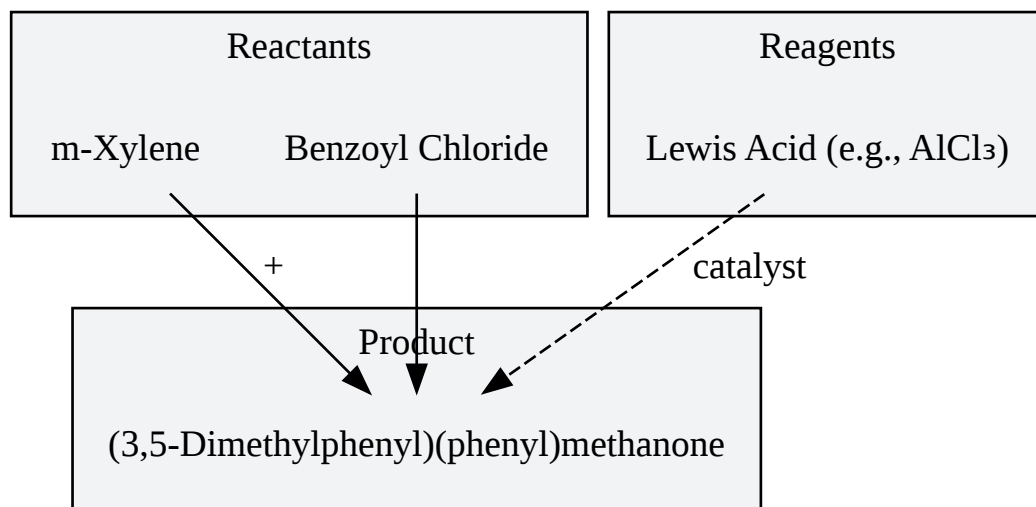 Reactants
Reagents
m-Xylene
Benzoyl Chloride
Lewis Acid (e.g., AlCl₃)
+
catalyst
Product
(3,5-Dimethylphenyl)(phenyl)methanone